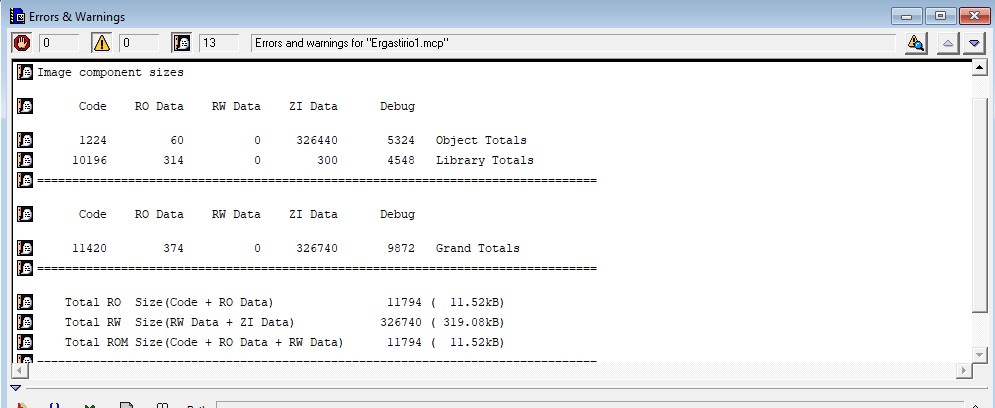 Errors & Warnings
0 0 13 Errors and warnings for "Ergastirio1.mcp"
Image component sizes
Code RO Data RW Data ZI Data Debug
1224 60 0 326440 5324 Object Totals
10196 314 0 300 4548 Library Totals
================================================================================
Code RO Data RW Data ZI Data Debug
11420 374 0 326740 9872 Grand Totals
================================================================================
Total RO Size(Code + RO Data) 11794 ( 11.52kB)
Total RW Size(RW Data + ZI Data) 326740 ( 319.08kB)
Total ROM Size(Code + RO Data + RW Data) 11794 ( 11.52kB)
================================================================================